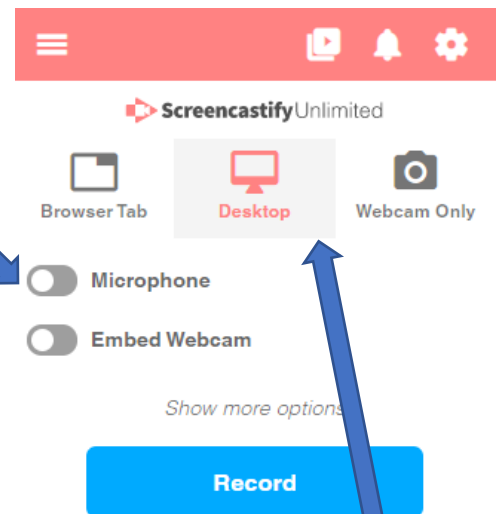 Screencastify Unlimited
Browser Tab Desktop Webcam Only
Microphone
Embed Webcam
Show more options
Record